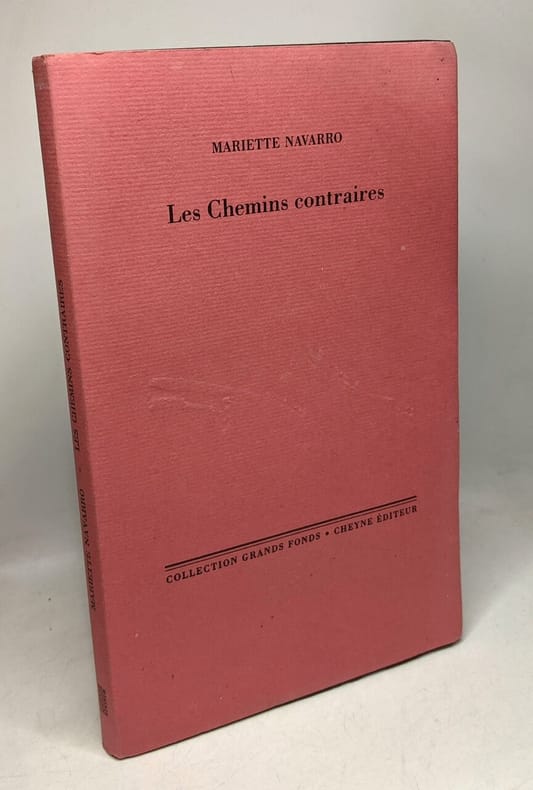 MARIETTE NAVARRO
Les Chemins contraires
COLLECTION GRANDS FONDS • CHEYNE ÉDITEUR
MARIETTE NAVARRO - LES CHEMINS CONTRAIRES